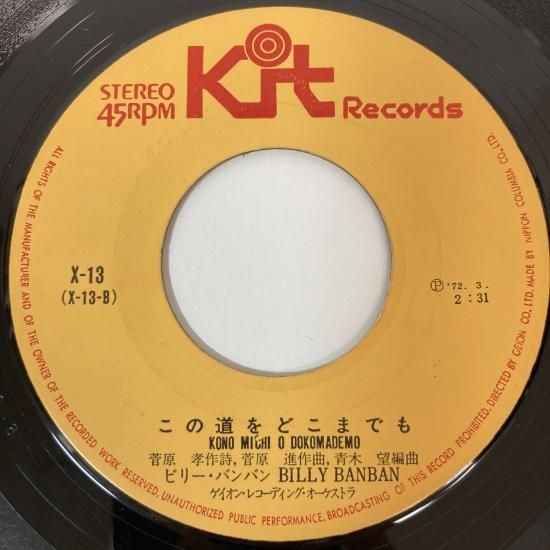 STEREO
45RPM
Kit Records
X-13
(X-13-B)
Ⓟ'72. 3.
2:31
この道をどこまでも
KONO MICHI O DOKOMADEMO
菅原 孝作詩,菅原 進作曲,青木 望編曲
ビリー・バンバン BILLY BANBAN
ゲイオン・レコーディング・オーケストラ
ALL RIGHTS OF THE MANUFACTURER AND OF THE OWNER OF THE RECORDED WORK RESERVED, UNAUTHORIZED PUBLIC PERFORMANCE, BROADCASTING AND COPYING OF THIS RECORD PROHIBITED. DIRECTED BY GEION CO., LTD. MADE BY NIPPON COLUMBIA CO., LTD.